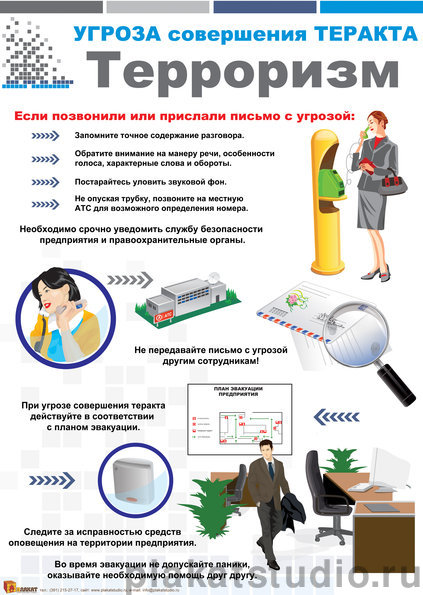 УГРОЗА совершения ТЕРАКТА
Терроризм
Если позвонили или прислали письмо с угрозой:
Запомните точное содержание разговора.
Обратите внимание на манеру речи, особенности
голоса, характерные слова и обороты.
Постарайтесь уловить звуковой фон.
Не опуская трубку, позвоните на местную
АТС для возможного определения номера.
Необходимо срочно уведомить службу безопасности
предприятия и правоохранительные органы.
АТС
Не передавайте письмо с угрозой
другим сотрудникам!
ПЛАН ЭВАКУАЦИИ
ПРЕДПРИЯТИЯ
При угрозе совершения теракта
действуйте в соответствии
с планом эвакуации.
Следите за исправностью средств
оповещения на территории предприятия.
Во время эвакуации не допускайте паники,
оказывайте необходимую помощь друг другу.
plakatstudio.ru
ПЛАКАТ тел.: (391) 215-27-17, сайт: www.plakatstudio.ru, e-mail: info@plakatstudio.ru